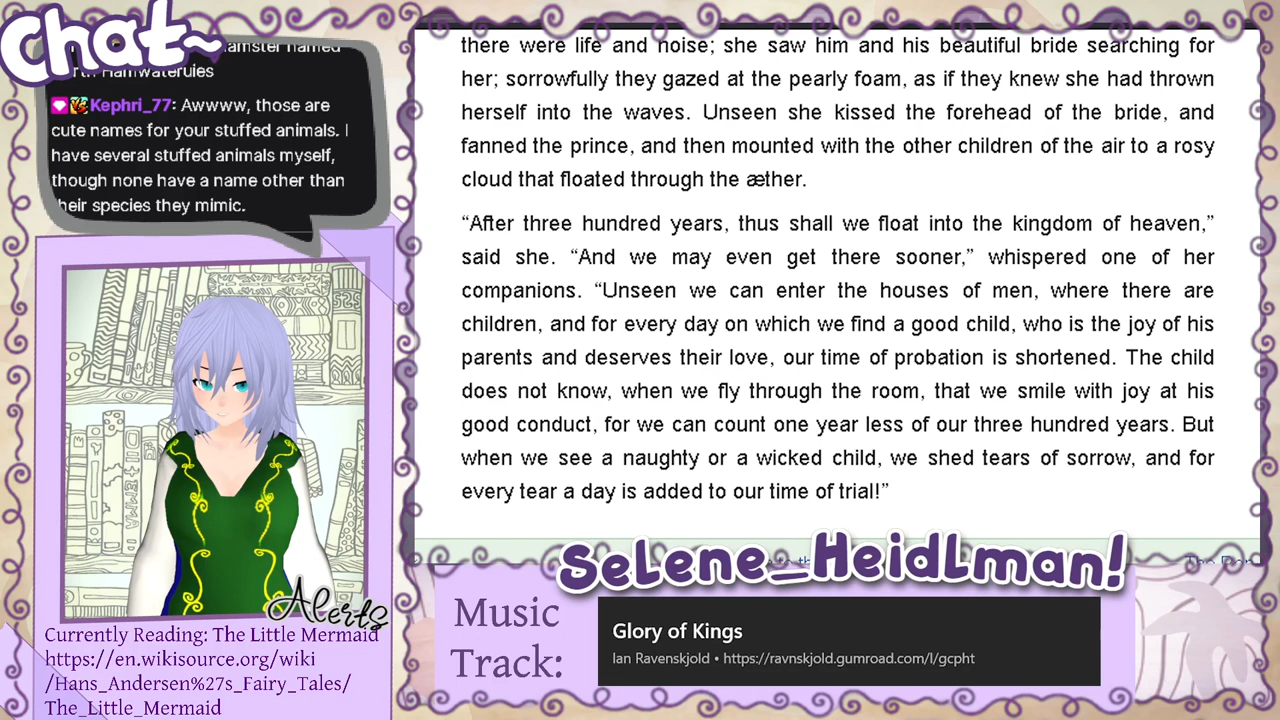 Chat~
hamster named
Kephri_77: Awwww, those are
cute names for your stuffed animals. I
have several stuffed animals myself,
though none have a name other than
their species they mimic.
there were life and noise; she saw him and his beautiful bride searching for
her; sorrowfully they gazed at the pearly foam, as if they knew she had thrown
herself into the waves. Unseen she kissed the forehead of the bride, and
fanned the prince, and then mounted with the other children of the air to a rosy
cloud that floated through the æther.
“After three hundred years, thus shall we float into the kingdom of heaven,”
said she. “And we may even get there sooner,” whispered one of her
companions. “Unseen we can enter the houses of men, where there are
children, and for every day on which we find a good child, who is the joy of his
parents and deserves their love, our time of probation is shortened. The child
does not know, when we fly through the room, that we smile with joy at his
good conduct, for we can count one year less of our three hundred years. But
when we see a naughty or a wicked child, we shed tears of sorrow, and for
every tear a day is added to our time of trial!”
Alerts
Currently Reading: The Little Mermaid
https://en.wikisource.org/wiki
/Hans_Andersen%27s_Fairy_Tales/
The_Little_Mermaid
Selene_Heidlman!
Music
Track:
Glory of Kings
Ian Ravenskjold • https://ravnskjold.gumroad.com/l/gcpht